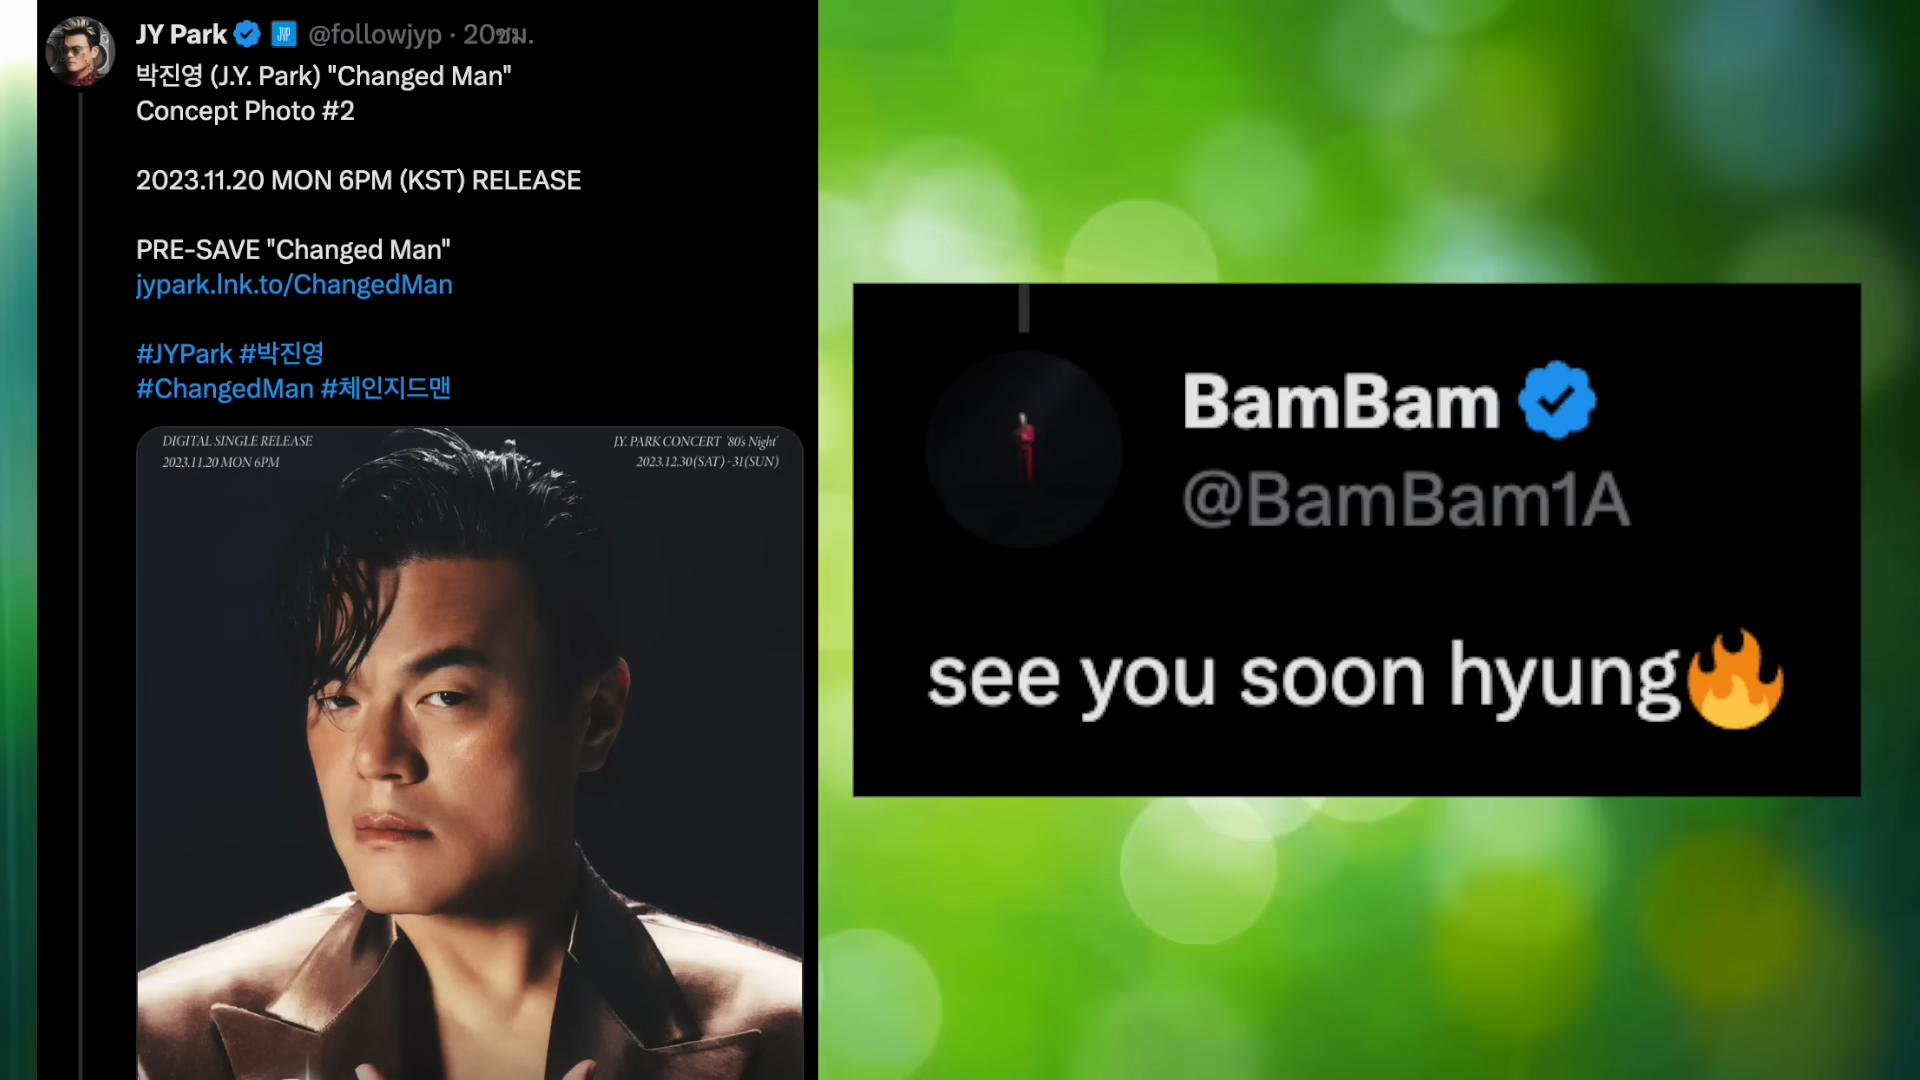 JY Park JYP @followjyp · 20ชม.
박진영 (J.Y. Park) "Changed Man"
Concept Photo #2
2023.11.20 MON 6PM (KST) RELEASE
PRE-SAVE "Changed Man"
jypark.lnk.to/ChangedMan
#JYPark #박진영
#ChangedMan #체인지드맨
DIGITAL SINGLE RELEASE
2023.11.20 MON 6PM
J.Y. PARK CONCERT '80's Night'
2023.12.30(SAT) - 31(SUN)
BamBam
@BamBam1A
see you soon hyung🔥